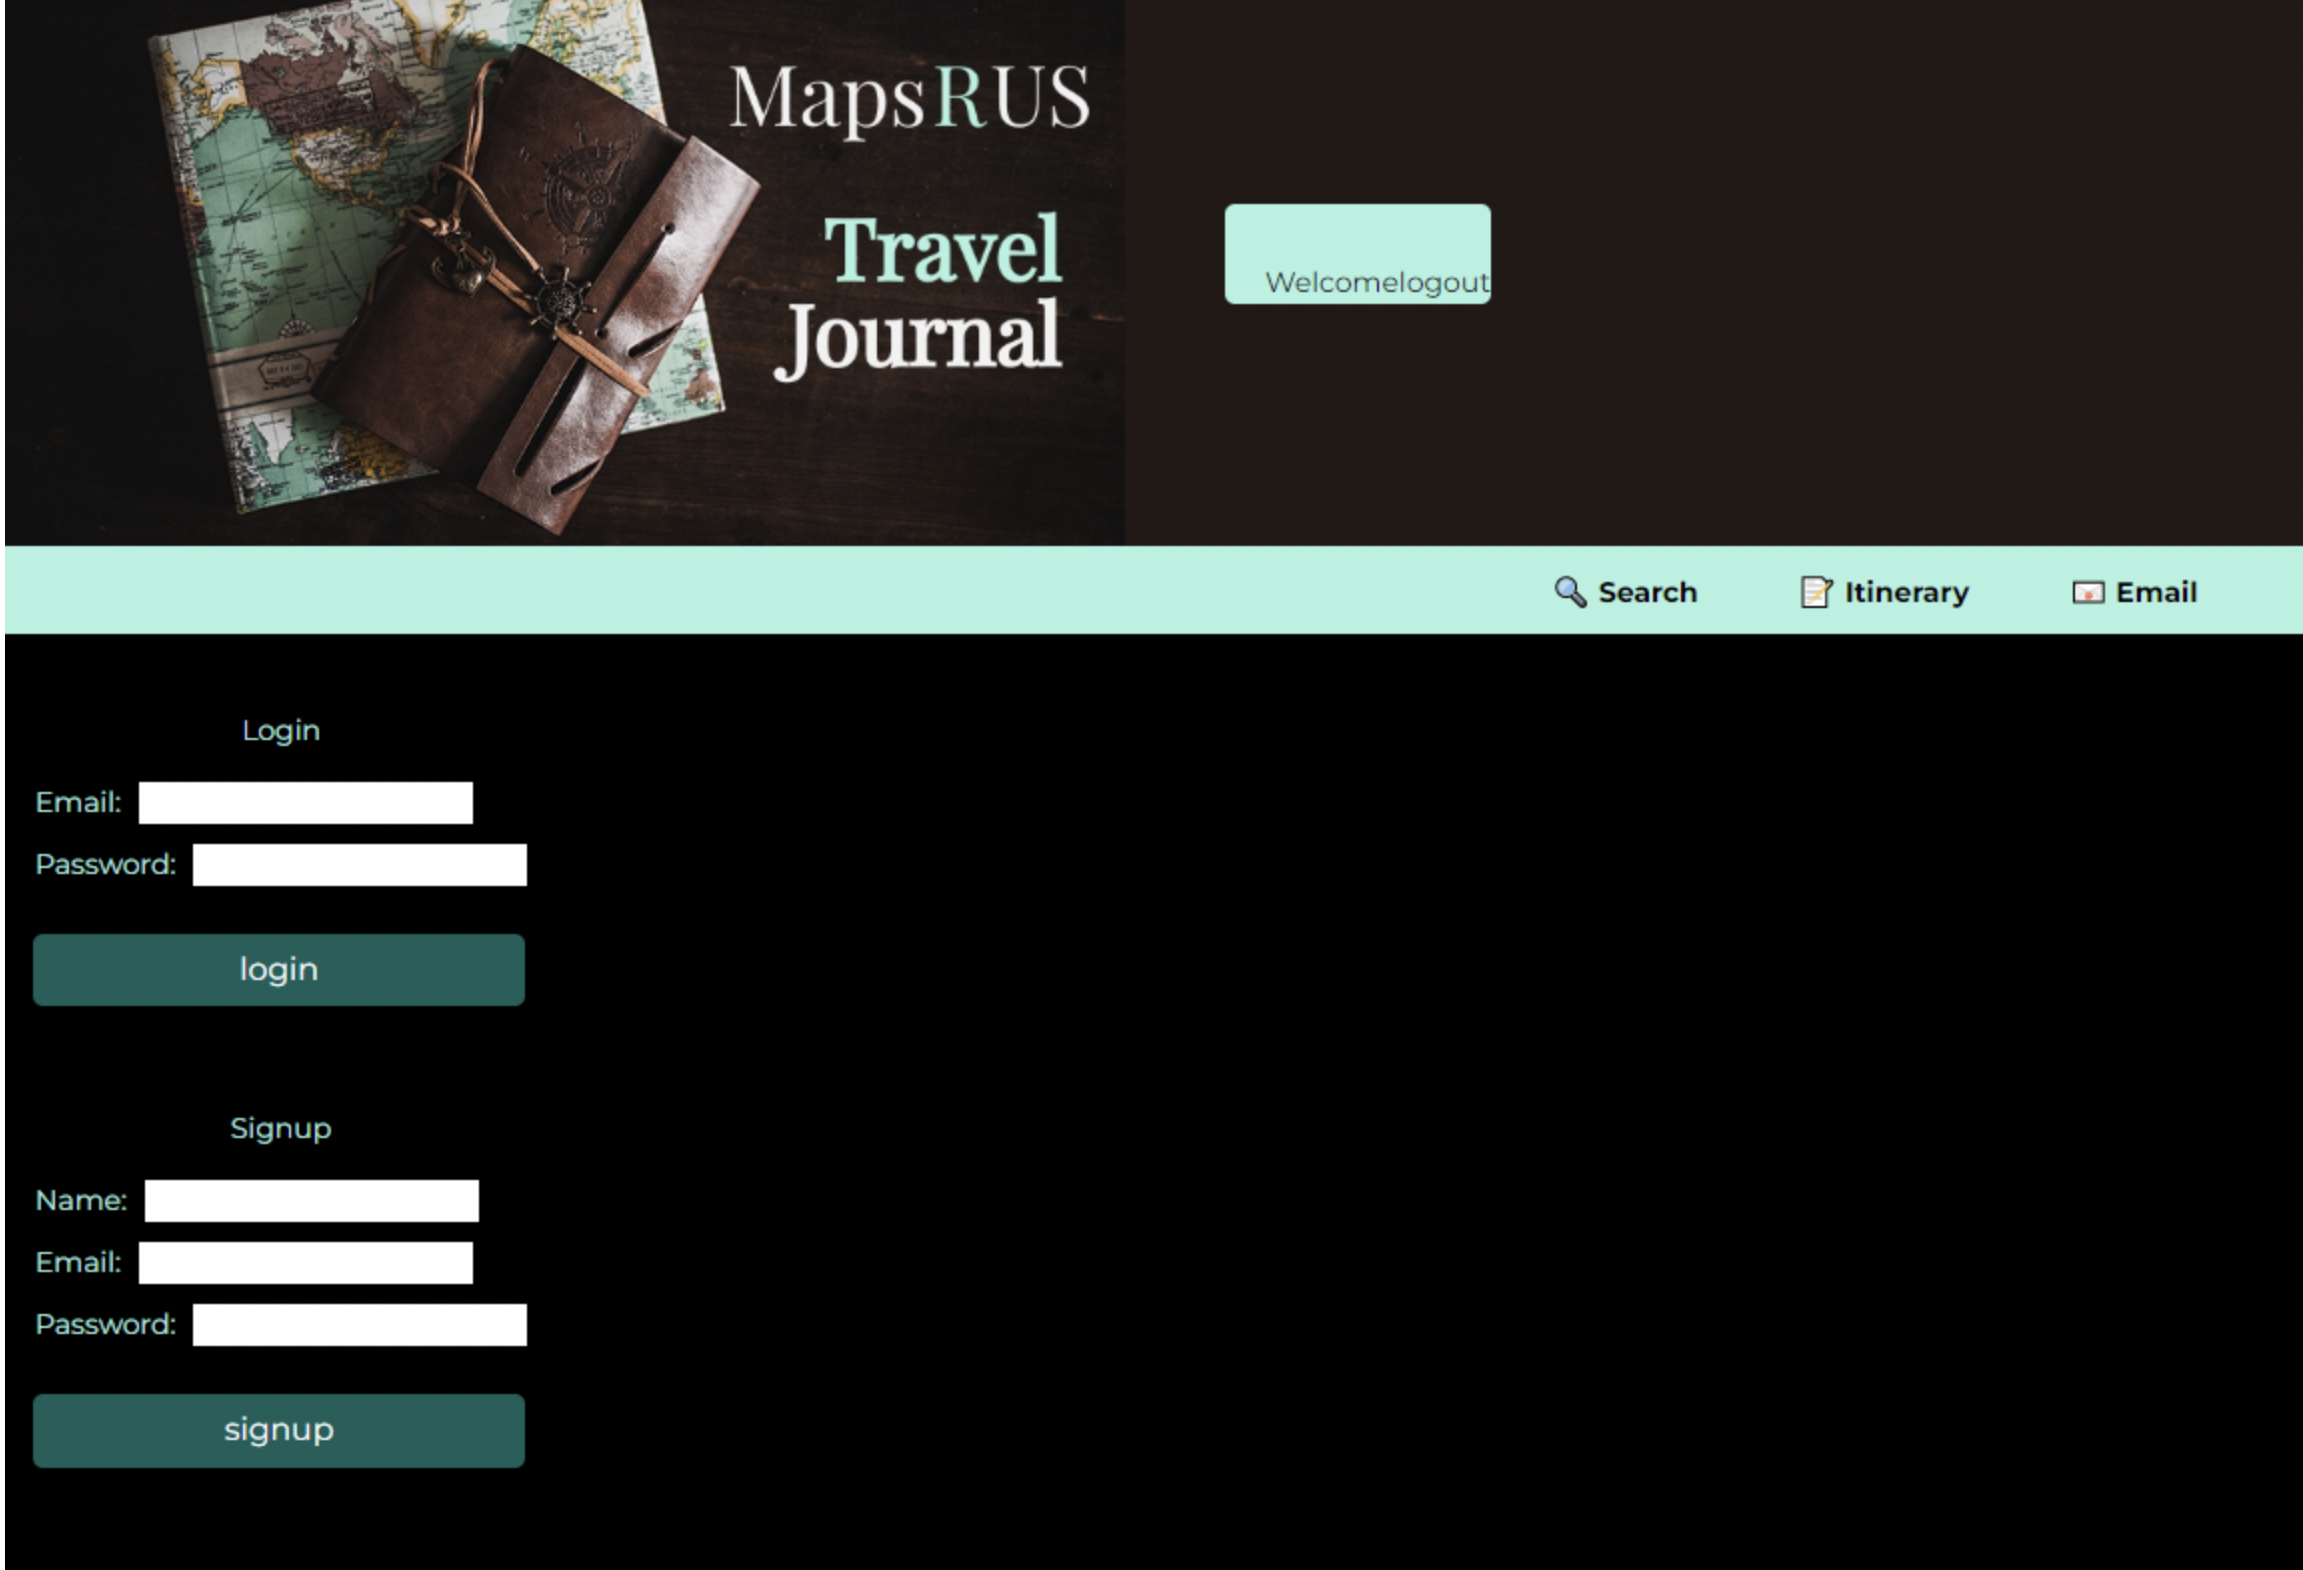 MapsRUS
Travel
Journal
Welcomelogout
Search
Itinerary
Email
Login
Email:
Password:
login
Signup
Name:
Email:
Password:
signup